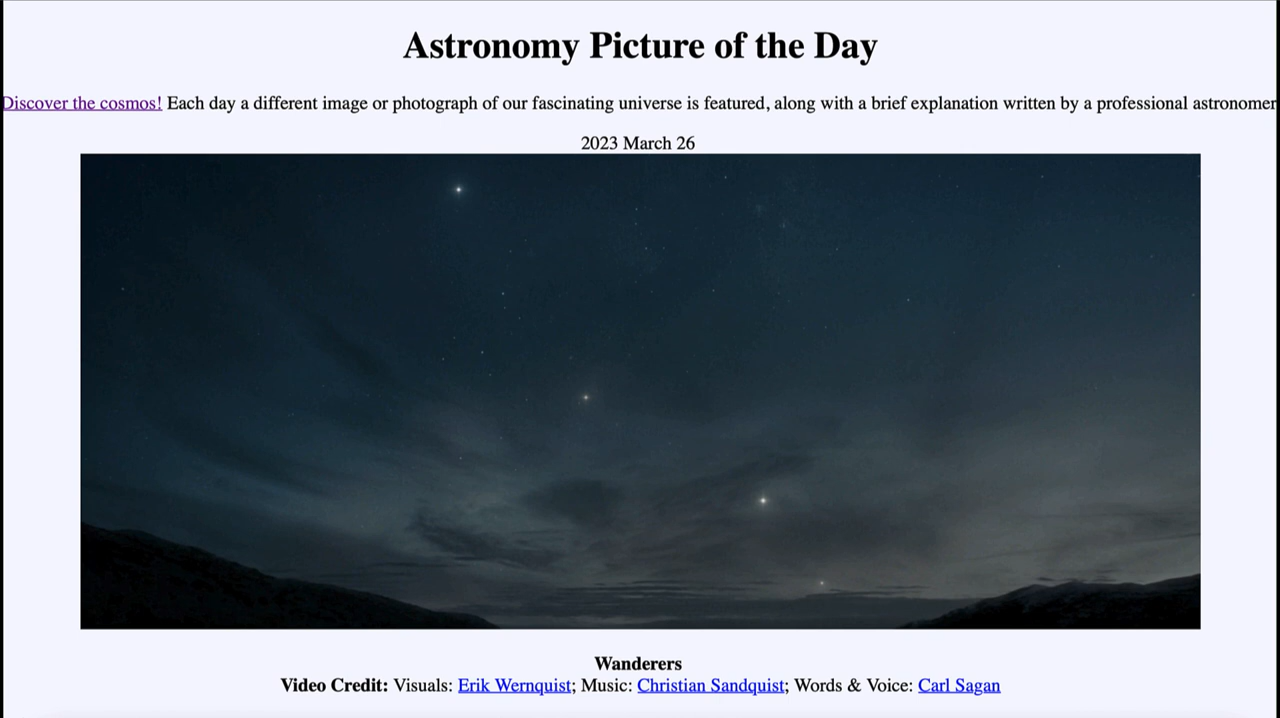 Astronomy Picture of the Day
Discover the cosmos! Each day a different image or photograph of our fascinating universe is featured, along with a brief explanation written by a professional astronomer
2023 March 26
Wanderers
Video Credit: Visuals: Erik Wernquist; Music: Christian Sandquist; Words & Voice: Carl Sagan